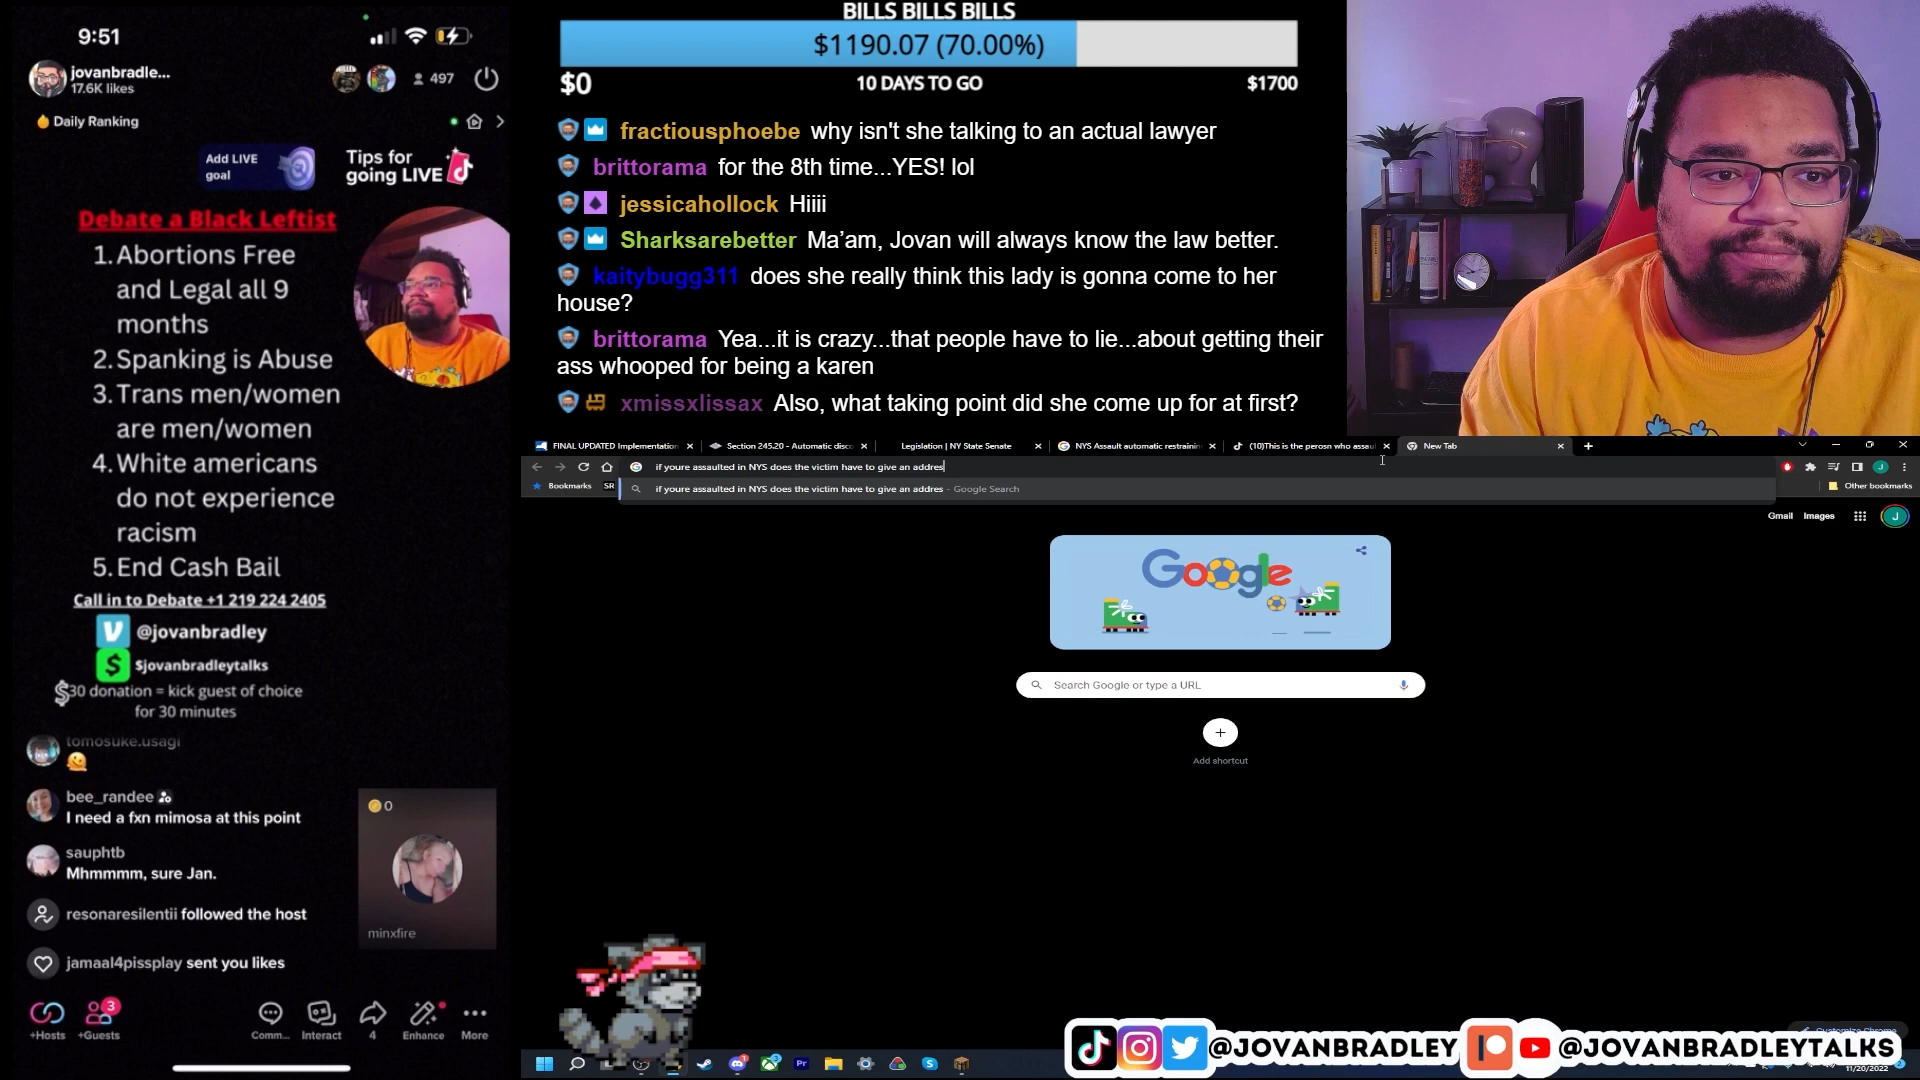 9:51
jovanbradle...
17.6K likes
497
Daily Ranking
Add LIVE
goal
Tips for
going LIVE
Debate a Black Leftist
1. Abortions Free
and Legal all 9
months
2. Spanking is Abuse
3. Trans men/women
are men/women
4. White americans
do not experience
racism
5. End Cash Bail
Call in to Debate +1 219 224 2405
@jovanbradley
$jovanbradleytalks
$30 donation = kick guest of choice
for 30 minutes
tomosuke.usagi
bee_randee
I need a fxn mimosa at this point
sauphtb
Mhmmmm, sure Jan.
resonaresilentii followed the host
jamaal4pissplay sent you likes
0
minxfire
3
+Hosts
+Guests
Comm...
Interact
4
Enhance
More
BILLS BILLS BILLS
$1190.07 (70.00%)
$0
10 DAYS TO GO
$1700
fractiousphoebe why isn't she talking to an actual lawyer
brittorama for the 8th time...YES! lol
jessicahollock Hiiii
Sharksarebetter Ma'am, Jovan will always know the law better.
kaitybugg311 does she really think this lady is gonna come to her
house?
brittorama Yea...it is crazy...that people have to lie...about getting their
ass whooped for being a karen
xmissxlissax Also, what taking point did she come up for at first?
FINAL UPDATED Implementation
Section 245.20 - Automatic disco
Legislation | NY State Senate
NYS Assault automatic restrainin
(10)This is the perosn who assau
New Tab
if youre assaulted in NYS does the victim have to give an addres
Bookmarks
SR
if youre assaulted in NYS does the victim have to give an addres - Google Search
Other bookmarks
Gmail
Images
J
Google
Search Google or type a URL
Add shortcut
Customize Chrome
@JOVANBRADLEY
@JOVANBRADLEYTALKS
11/20/2022